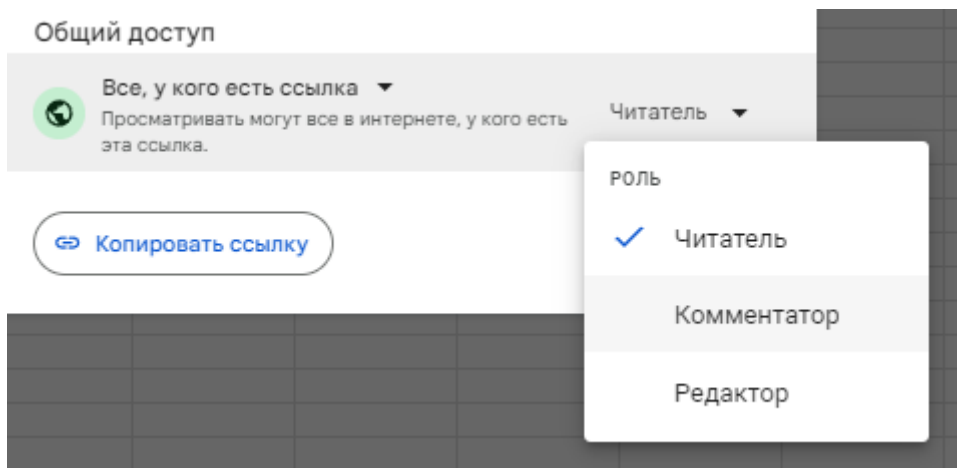 Общий доступ
Все, у кого есть ссылка
Просматривать могут все в интернете, у кого есть
эта ссылка.
Читатель
РОЛЬ
Читатель
Комментатор
Редактор
Копировать ссылку